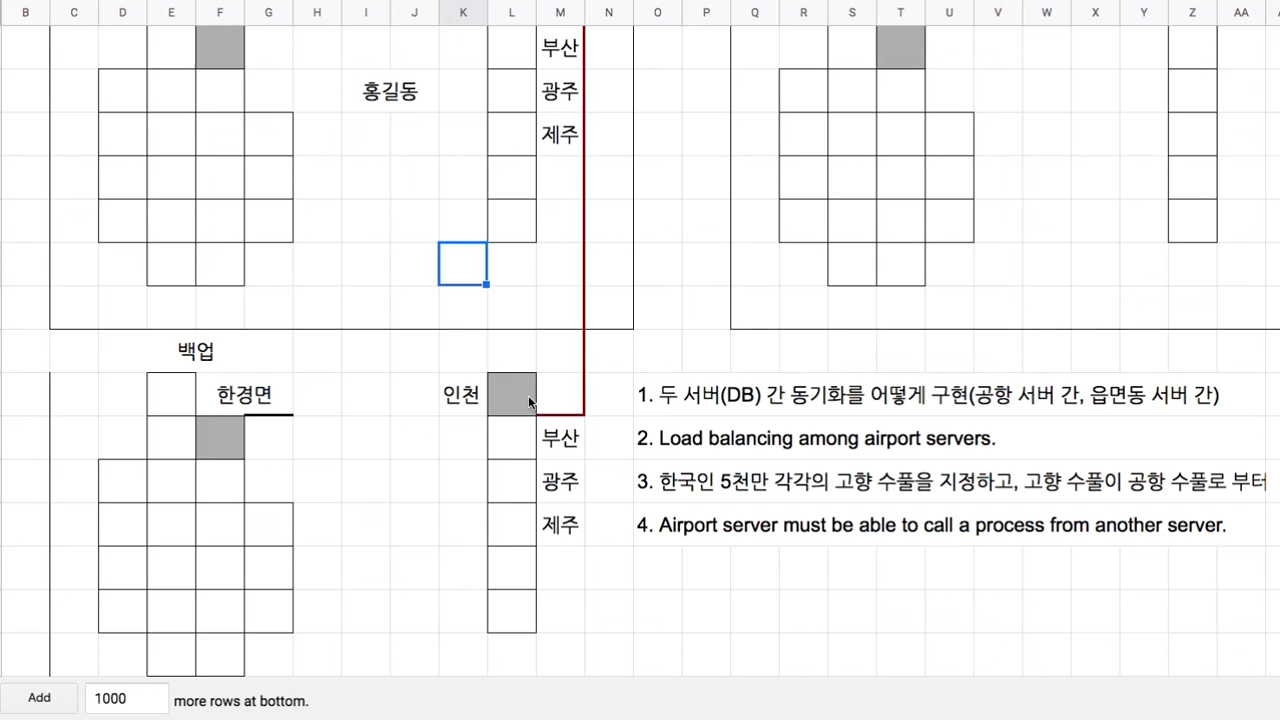 B C D E F G H I J K L M N O P Q R S T U V W X Y Z AA
부산
홍길동 광주
제주
백업
한경면 인천 1. 두 서버(DB) 간 동기화를 어떻게 구현(공항 서버 간, 읍면동 서버 간)
부산 2. Load balancing among airport servers.
광주 3. 한국인 5천만 각각의 고향 수풀을 지정하고, 고향 수풀이 공항 수풀로 부터
제주 4. Airport server must be able to call a process from another server.
Add 1000 more rows at bottom.